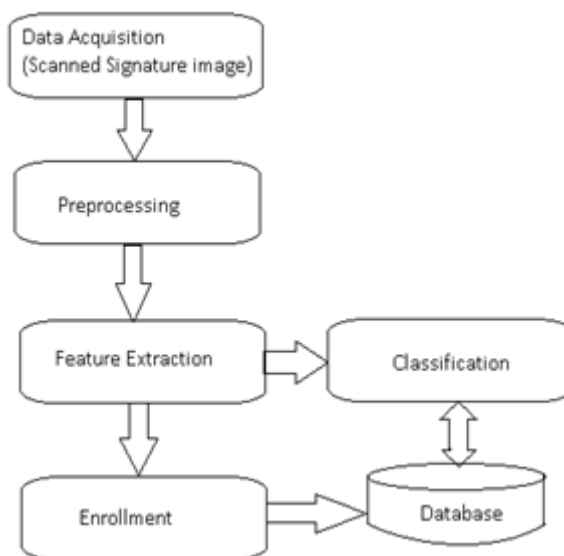 Data Acquisition
(Scanned Signature image)
Preprocessing
Feature Extraction
Classification
Enrollment
Database